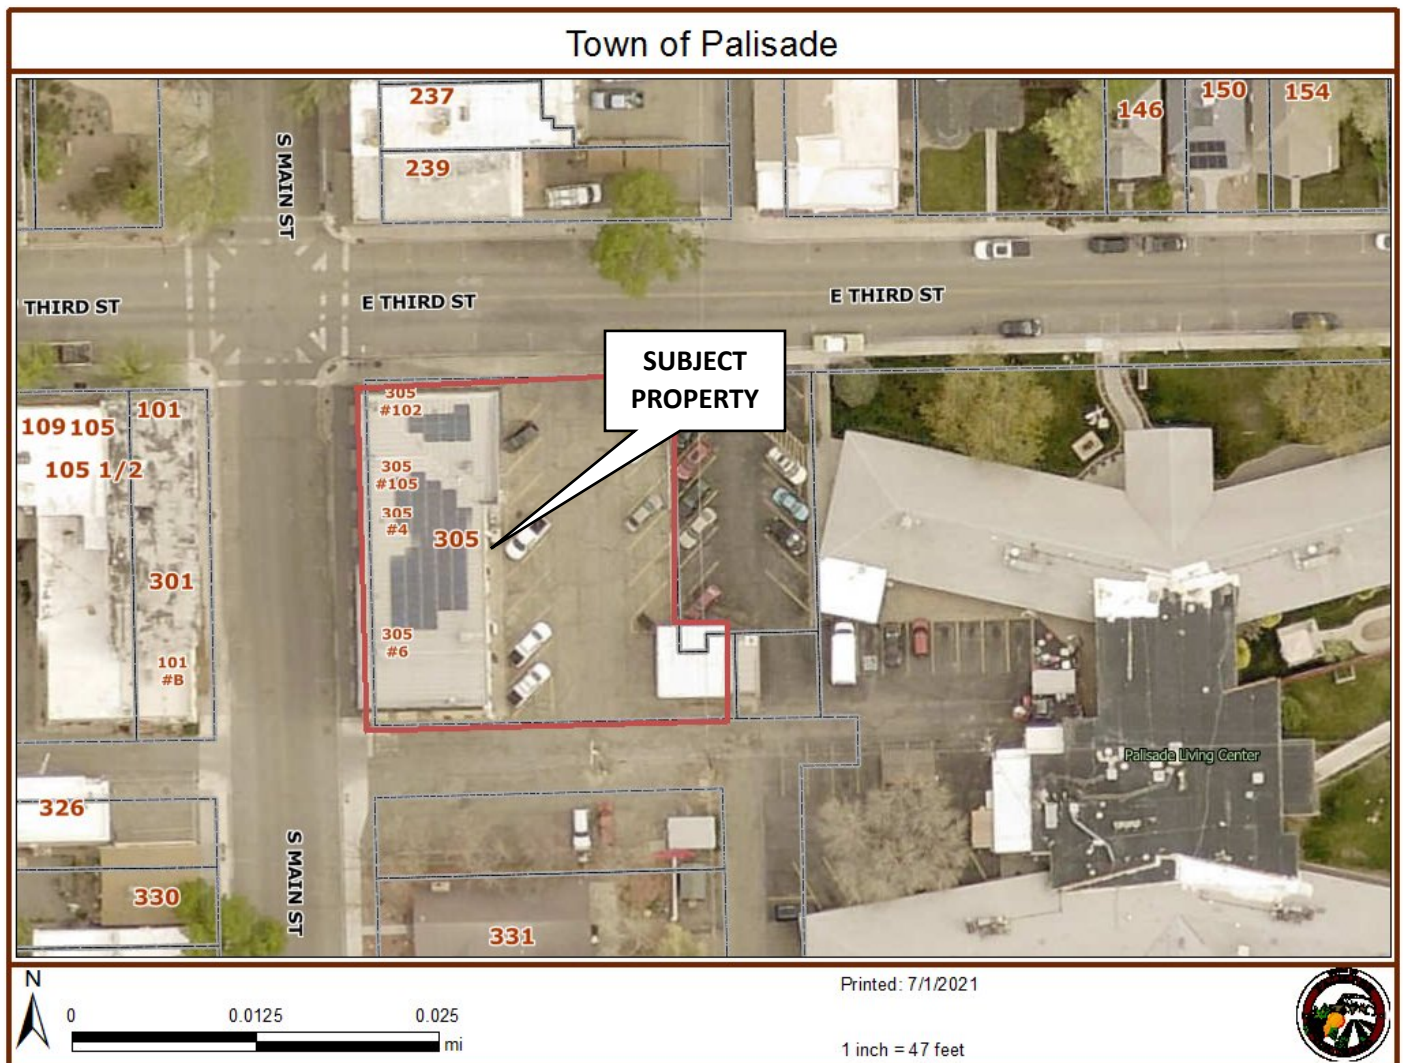 Town of Palisade
237
239
146
150
154
S MAIN ST
THIRD ST
E THIRD ST
E THIRD ST
SUBJECT
PROPERTY
305
#102
101
109 105
105 1/2
305
#105
305
#4
305
301
305
#6
101
#B
Palisade Living Center
326
330
S MAIN ST
331
N
0 0.0125 0.025
mi
Printed: 7/1/2021
1 inch = 47 feet